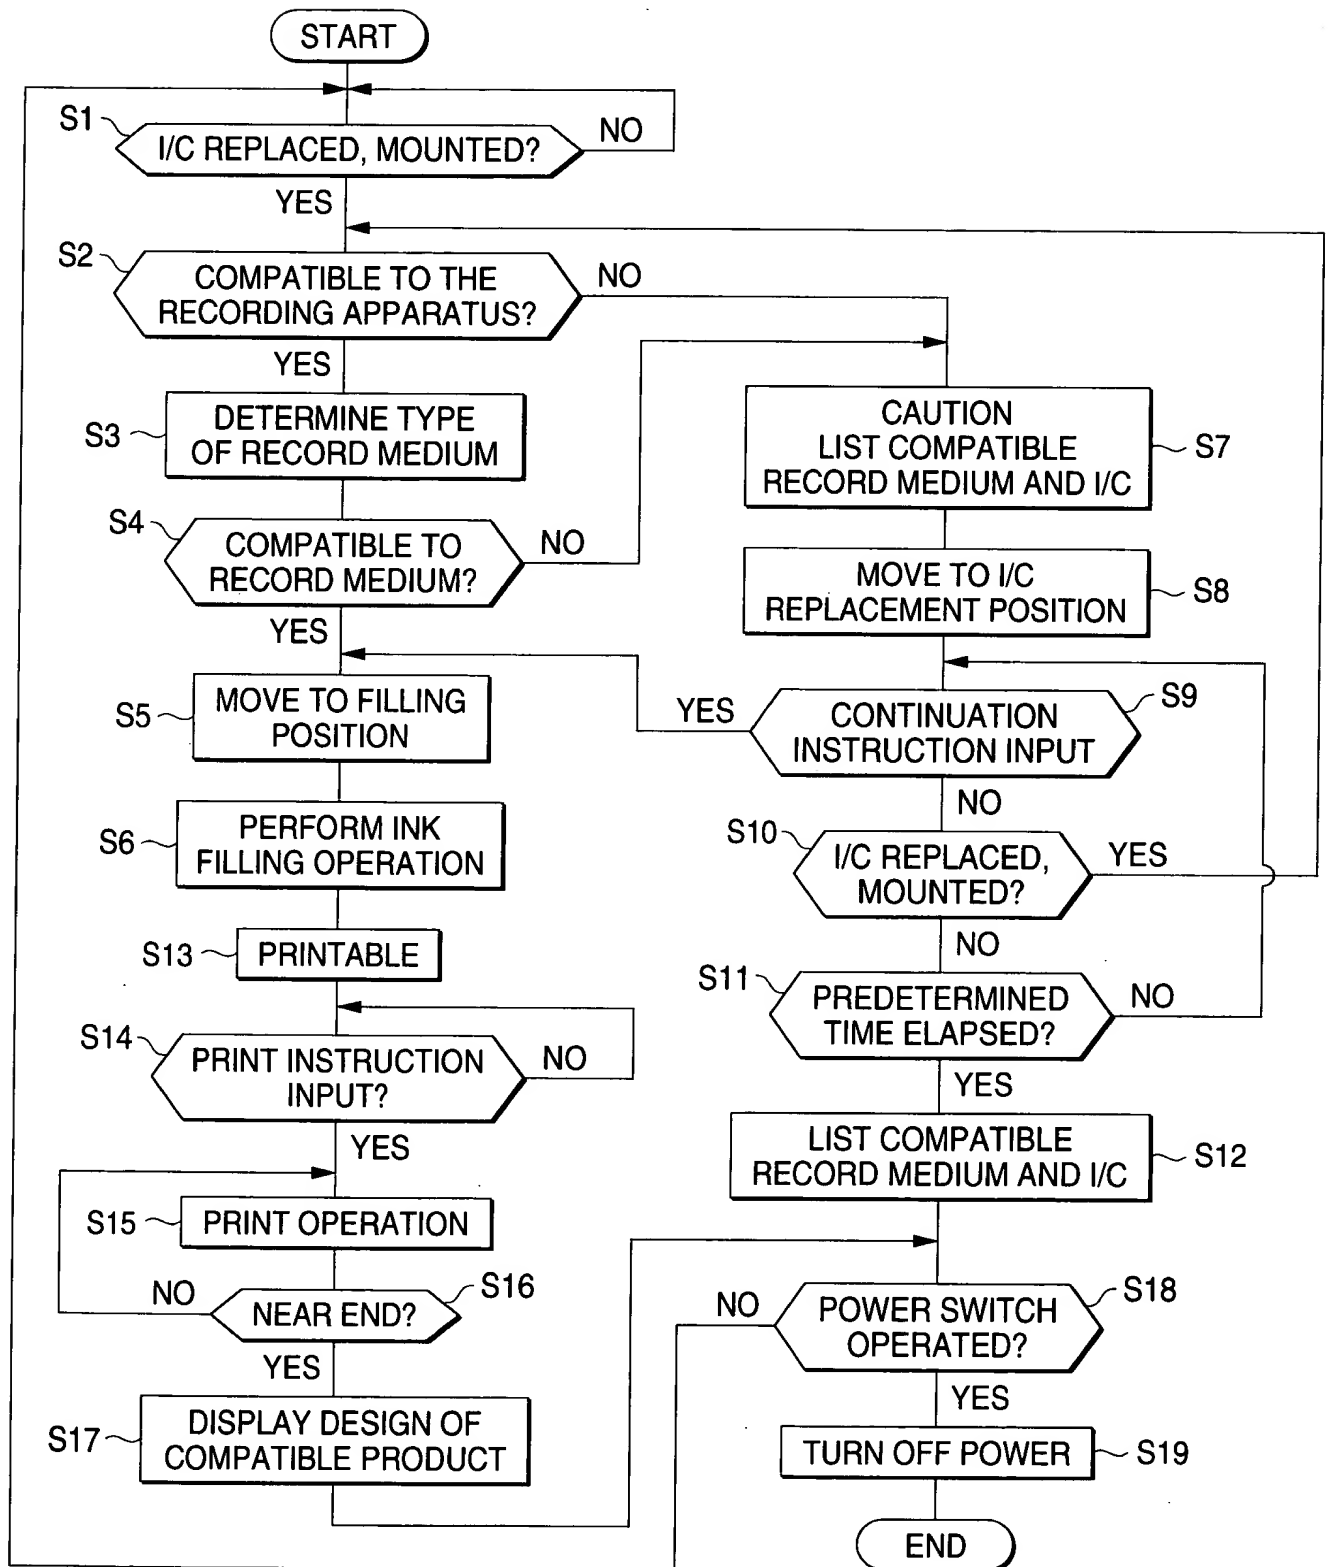 START
S1
I/C REPLACED, MOUNTED?
NO
YES
S2
COMPATIBLE TO THE
RECORDING APPARATUS?
NO
YES
S3
DETERMINE TYPE
OF RECORD MEDIUM
S4
COMPATIBLE TO
RECORD MEDIUM?
NO
YES
S5
MOVE TO FILLING
POSITION
S6
PERFORM INK
FILLING OPERATION
S13
PRINTABLE
S14
PRINT INSTRUCTION
INPUT?
NO
YES
S15
PRINT OPERATION
S16
NEAR END?
NO
YES
S17
DISPLAY DESIGN OF
COMPATIBLE PRODUCT
CAUTION
LIST COMPATIBLE
RECORD MEDIUM AND I/C
S7
MOVE TO I/C
REPLACEMENT POSITION
S8
YES
CONTINUATION
INSTRUCTION INPUT
S9
NO
S10
I/C REPLACED,
MOUNTED?
YES
NO
S11
PREDETERMINED
TIME ELAPSED?
NO
YES
LIST COMPATIBLE
RECORD MEDIUM AND I/C
S12
NO
POWER SWITCH
OPERATED?
S18
YES
TURN OFF POWER
S19
END